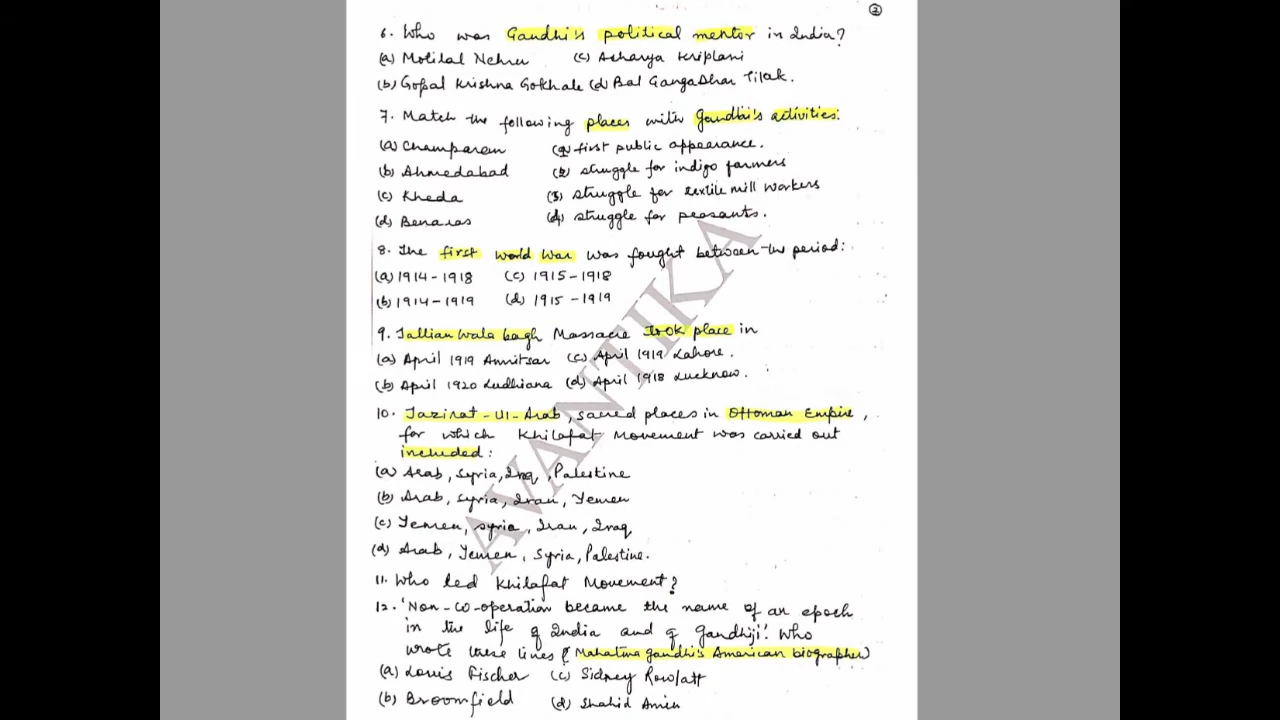 ②
6. Who was Gandhi's political mentor in India?
(a) Motilal Nehru (c) Acharya Kriplani
(b) Gopal Krishna Gokhale (d) Bal GangaDhar Tilak.
7. Match the following places with Gandhi's activities:
(a) Champaran (1) first public appearance.
(b) Ahmedabad (2) struggle for indigo farmers
(c) Kheda (3) struggle for textile mill workers
(d) Benaras (4) struggle for peasants.
8. The first world War was fought between the period:
(a) 1914-1918 (c) 1915-1918
(b) 1914-1919 (d) 1915-1919
9. Jallian wala bagh Massacre took place in
(a) April 1919 Amritsar (c) April 1919 Lahore.
(b) April 1920 Ludhiana (d) April 1918 Lucknow.
10. Jazirat-Ul-Arab, sacred places in Ottoman Empire,
for which Khilafat Movement was carried out
included:
(a) Arab, Syria, Iraq, Palestine
(b) Arab, Syria, Iran, Yemen
(c) Yemen, Syria, Iran, Iraq
(d) Arab, Yemen, Syria, Palestine.
11. Who led Khilafat Movement?
12. 'Non-co-operation became the name of an epoch
in the life of India and of Gandhiji'. Who
wrote these lines (Mahatma Gandhi's American biographer)
(a) Louis Fischer (c) Sidney Rowlatt
(b) Broomfield (d) Shahid Amin
AVANTIKA